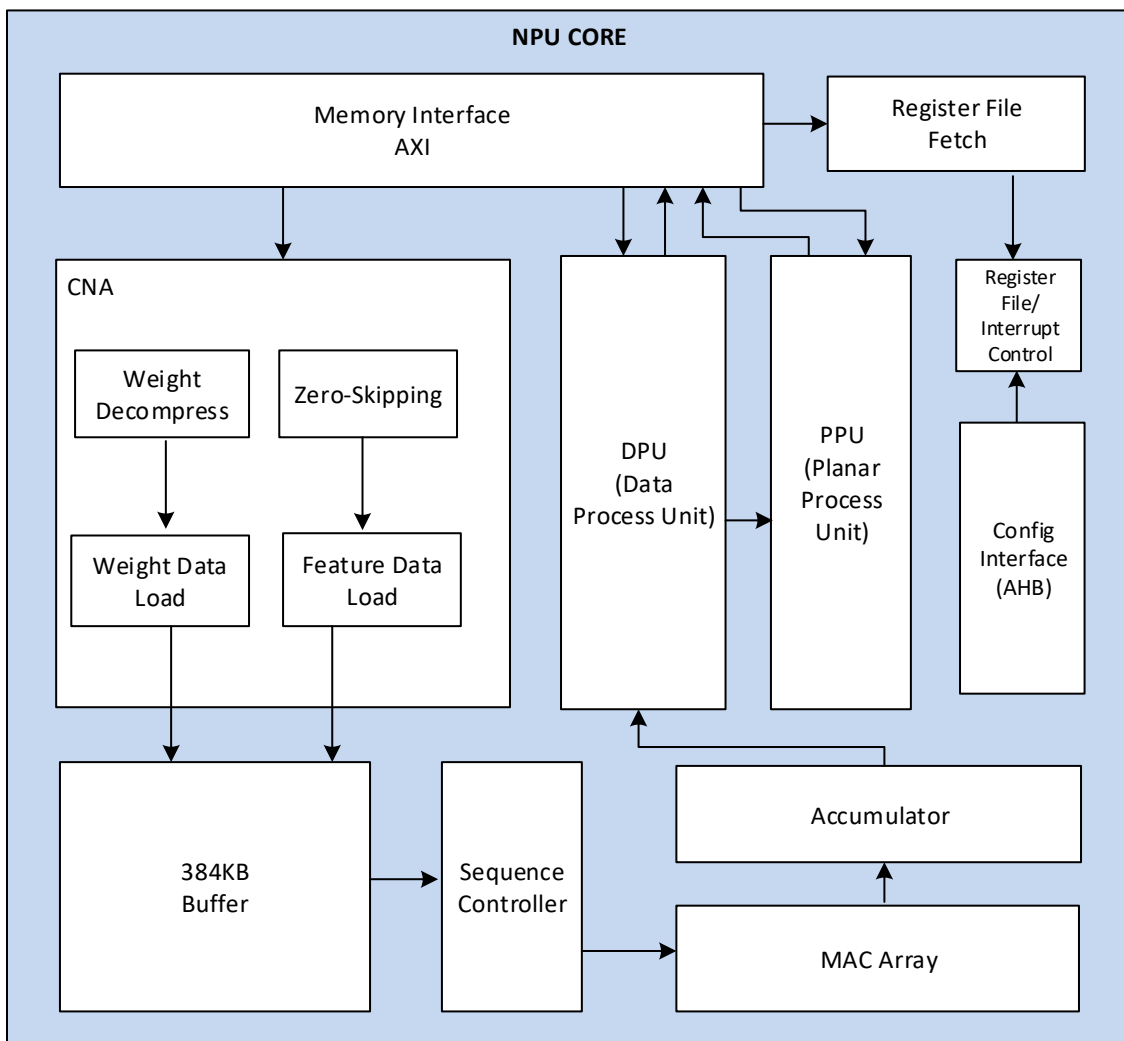 NPU CORE
Memory Interface
AXI
Register File
Fetch
CNA
Weight
Decompress
Zero-Skipping
Weight Data
Load
Feature Data
Load
DPU
(Data
Process Unit)
PPU
(Planar
Process
Unit)
Register
File/
Interrupt
Control
Config
Interface
(AHB)
384KB
Buffer
Sequence
Controller
Accumulator
MAC Array